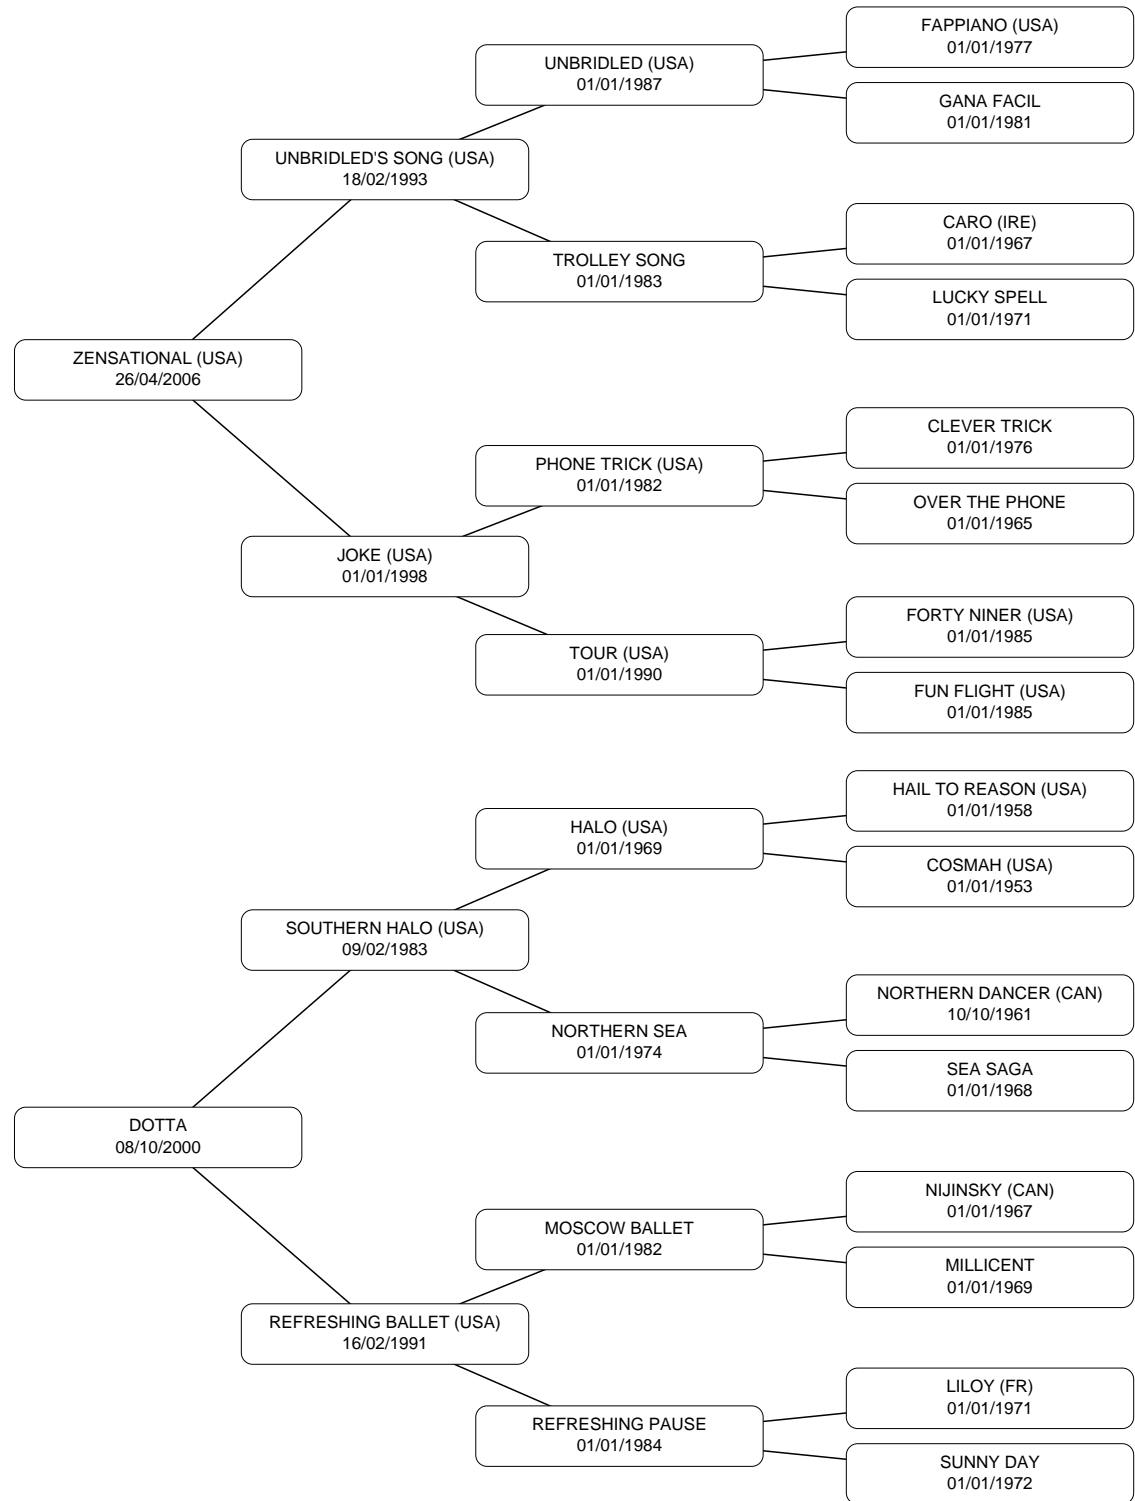 FAPPIANO (USA)
01/01/1977
UNBRIDLED (USA)
01/01/1987
GANA FACIL
01/01/1981
UNBRIDLED'S SONG (USA)
18/02/1993
CARO (IRE)
01/01/1967
TROLLEY SONG
01/01/1983
LUCKY SPELL
01/01/1971
ZENSATIONAL (USA)
26/04/2006
CLEVER TRICK
01/01/1976
PHONE TRICK (USA)
01/01/1982
OVER THE PHONE
01/01/1965
JOKE (USA)
01/01/1998
FORTY NINER (USA)
01/01/1985
TOUR (USA)
01/01/1990
FUN FLIGHT (USA)
01/01/1985
HAIL TO REASON (USA)
01/01/1958
HALO (USA)
01/01/1969
COSMAH (USA)
01/01/1953
SOUTHERN HALO (USA)
09/02/1983
NORTHERN DANCER (CAN)
10/10/1961
NORTHERN SEA
01/01/1974
SEA SAGA
01/01/1968
DOTTA
08/10/2000
NIJINSKY (CAN)
01/01/1967
MOSCOW BALLET
01/01/1982
MILLICENT
01/01/1969
REFRESHING BALLET (USA)
16/02/1991
LILOY (FR)
01/01/1971
REFRESHING PAUSE
01/01/1984
SUNNY DAY
01/01/1972